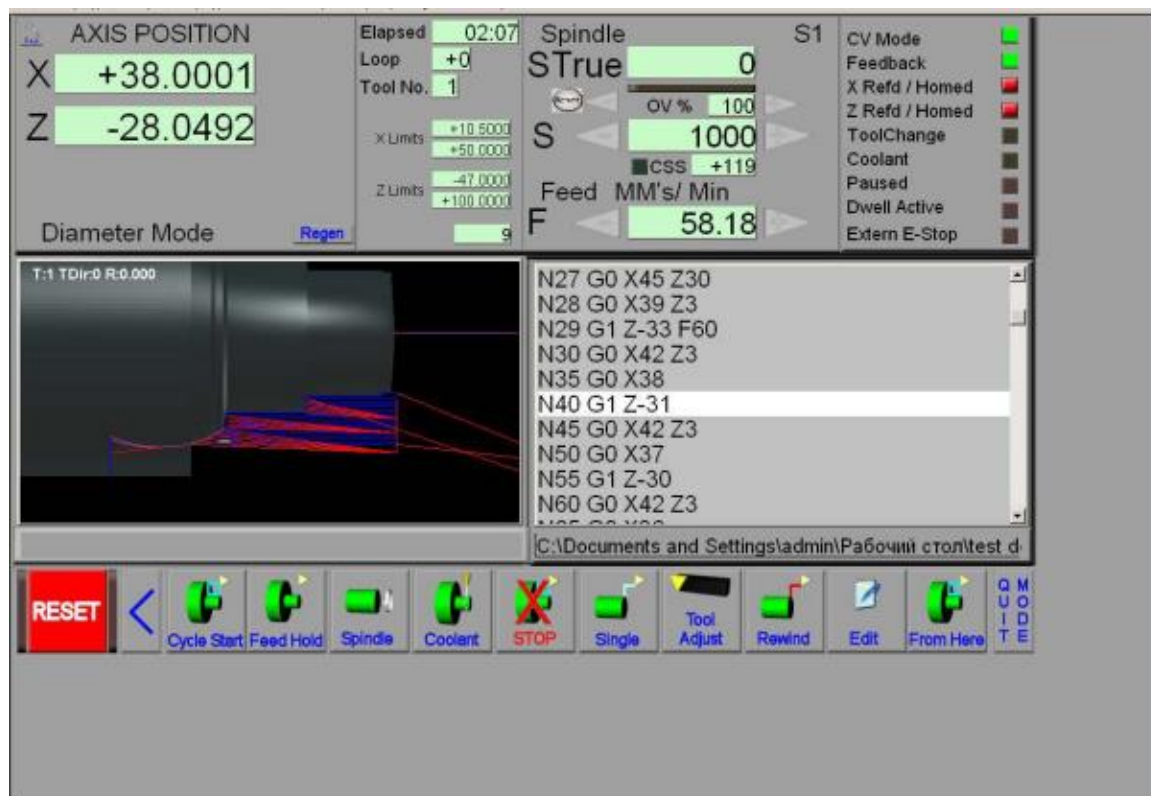 AXIS POSITION
X +38.0001
Z -28.0492
Diameter Mode
Regen
Elapsed 02:07
Loop +0
Tool No. 1
X Limits +10.5000
+50.0000
Z Limits -47.0000
+100.0000
9
Spindle S1
STrue 0
OV % 100
S 1000
CSS +119
Feed MM's/ Min
F 58.18
CV Mode
Feedback
X Refd / Homed
Z Refd / Homed
ToolChange
Coolant
Paused
Dwell Active
Extern E-Stop
T:1 TDir:0 R:0.000
N27 G0 X45 Z30
N28 G0 X39 Z3
N29 G1 Z-33 F60
N30 G0 X42 Z3
N35 G0 X38
N40 G1 Z-31
N45 G0 X42 Z3
N50 G0 X37
N55 G1 Z-30
N60 G0 X42 Z3
C:\Documents and Settings\admin\Рабочий стол\test d
RESET
Cycle Start
Feed Hold
Spindle
Coolant
STOP
Single
Tool
Adjust
Rewind
Edit
From Here
QUIT
MODE